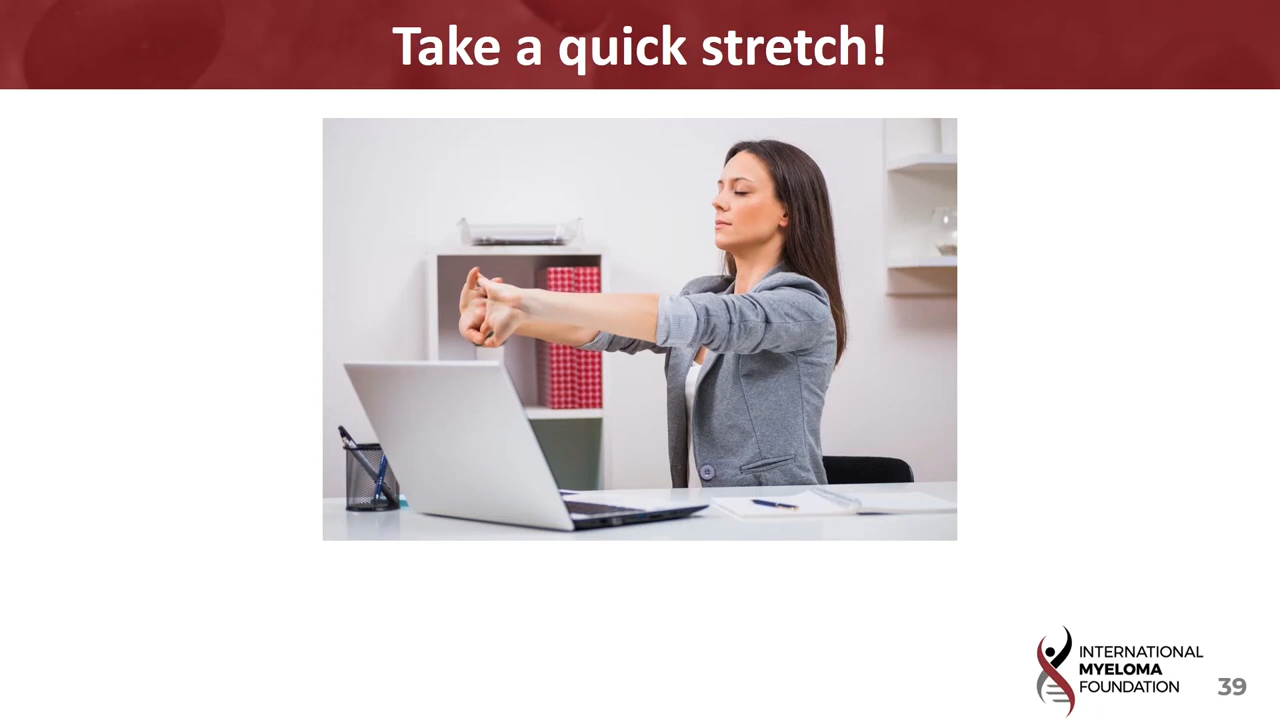 Take a quick stretch!
INTERNATIONAL
MYELOMA
FOUNDATION
39